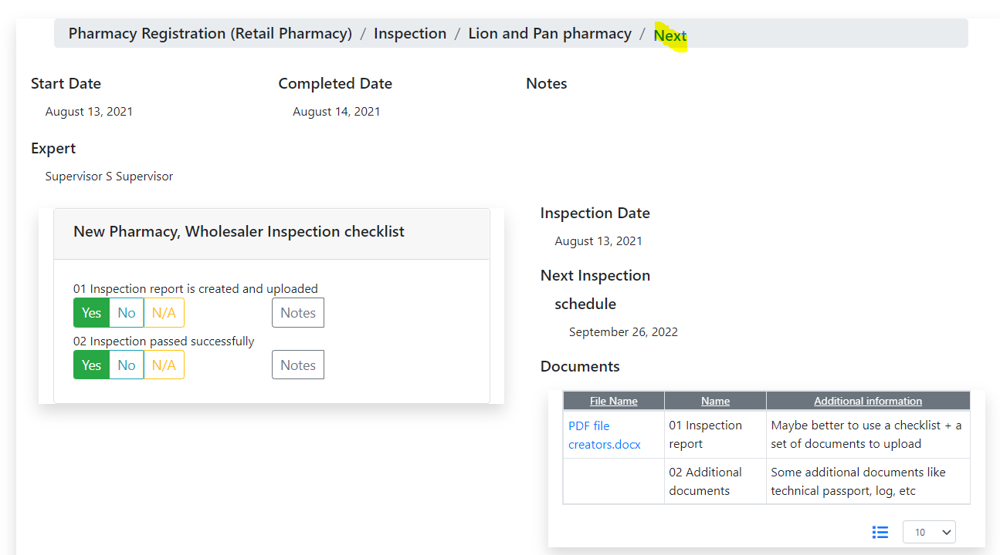 Pharmacy Registration (Retail Pharmacy) / Inspection / Lion and Pan pharmacy / Next
Start Date
August 13, 2021
Completed Date
August 14, 2021
Notes
Expert
Supervisor S Supervisor
New Pharmacy, Wholesaler Inspection checklist
01 Inspection report is created and uploaded
Yes No N/A Notes
02 Inspection passed successfully
Yes No N/A Notes
Inspection Date
August 13, 2021
Next Inspection
schedule
September 26, 2022
Documents
File Name Name Additional information
PDF file 01 Inspection Maybe better to use a checklist + a
creators.docx report set of documents to upload
02 Additional Some additional documents like
documents technical passport, log, etc
10